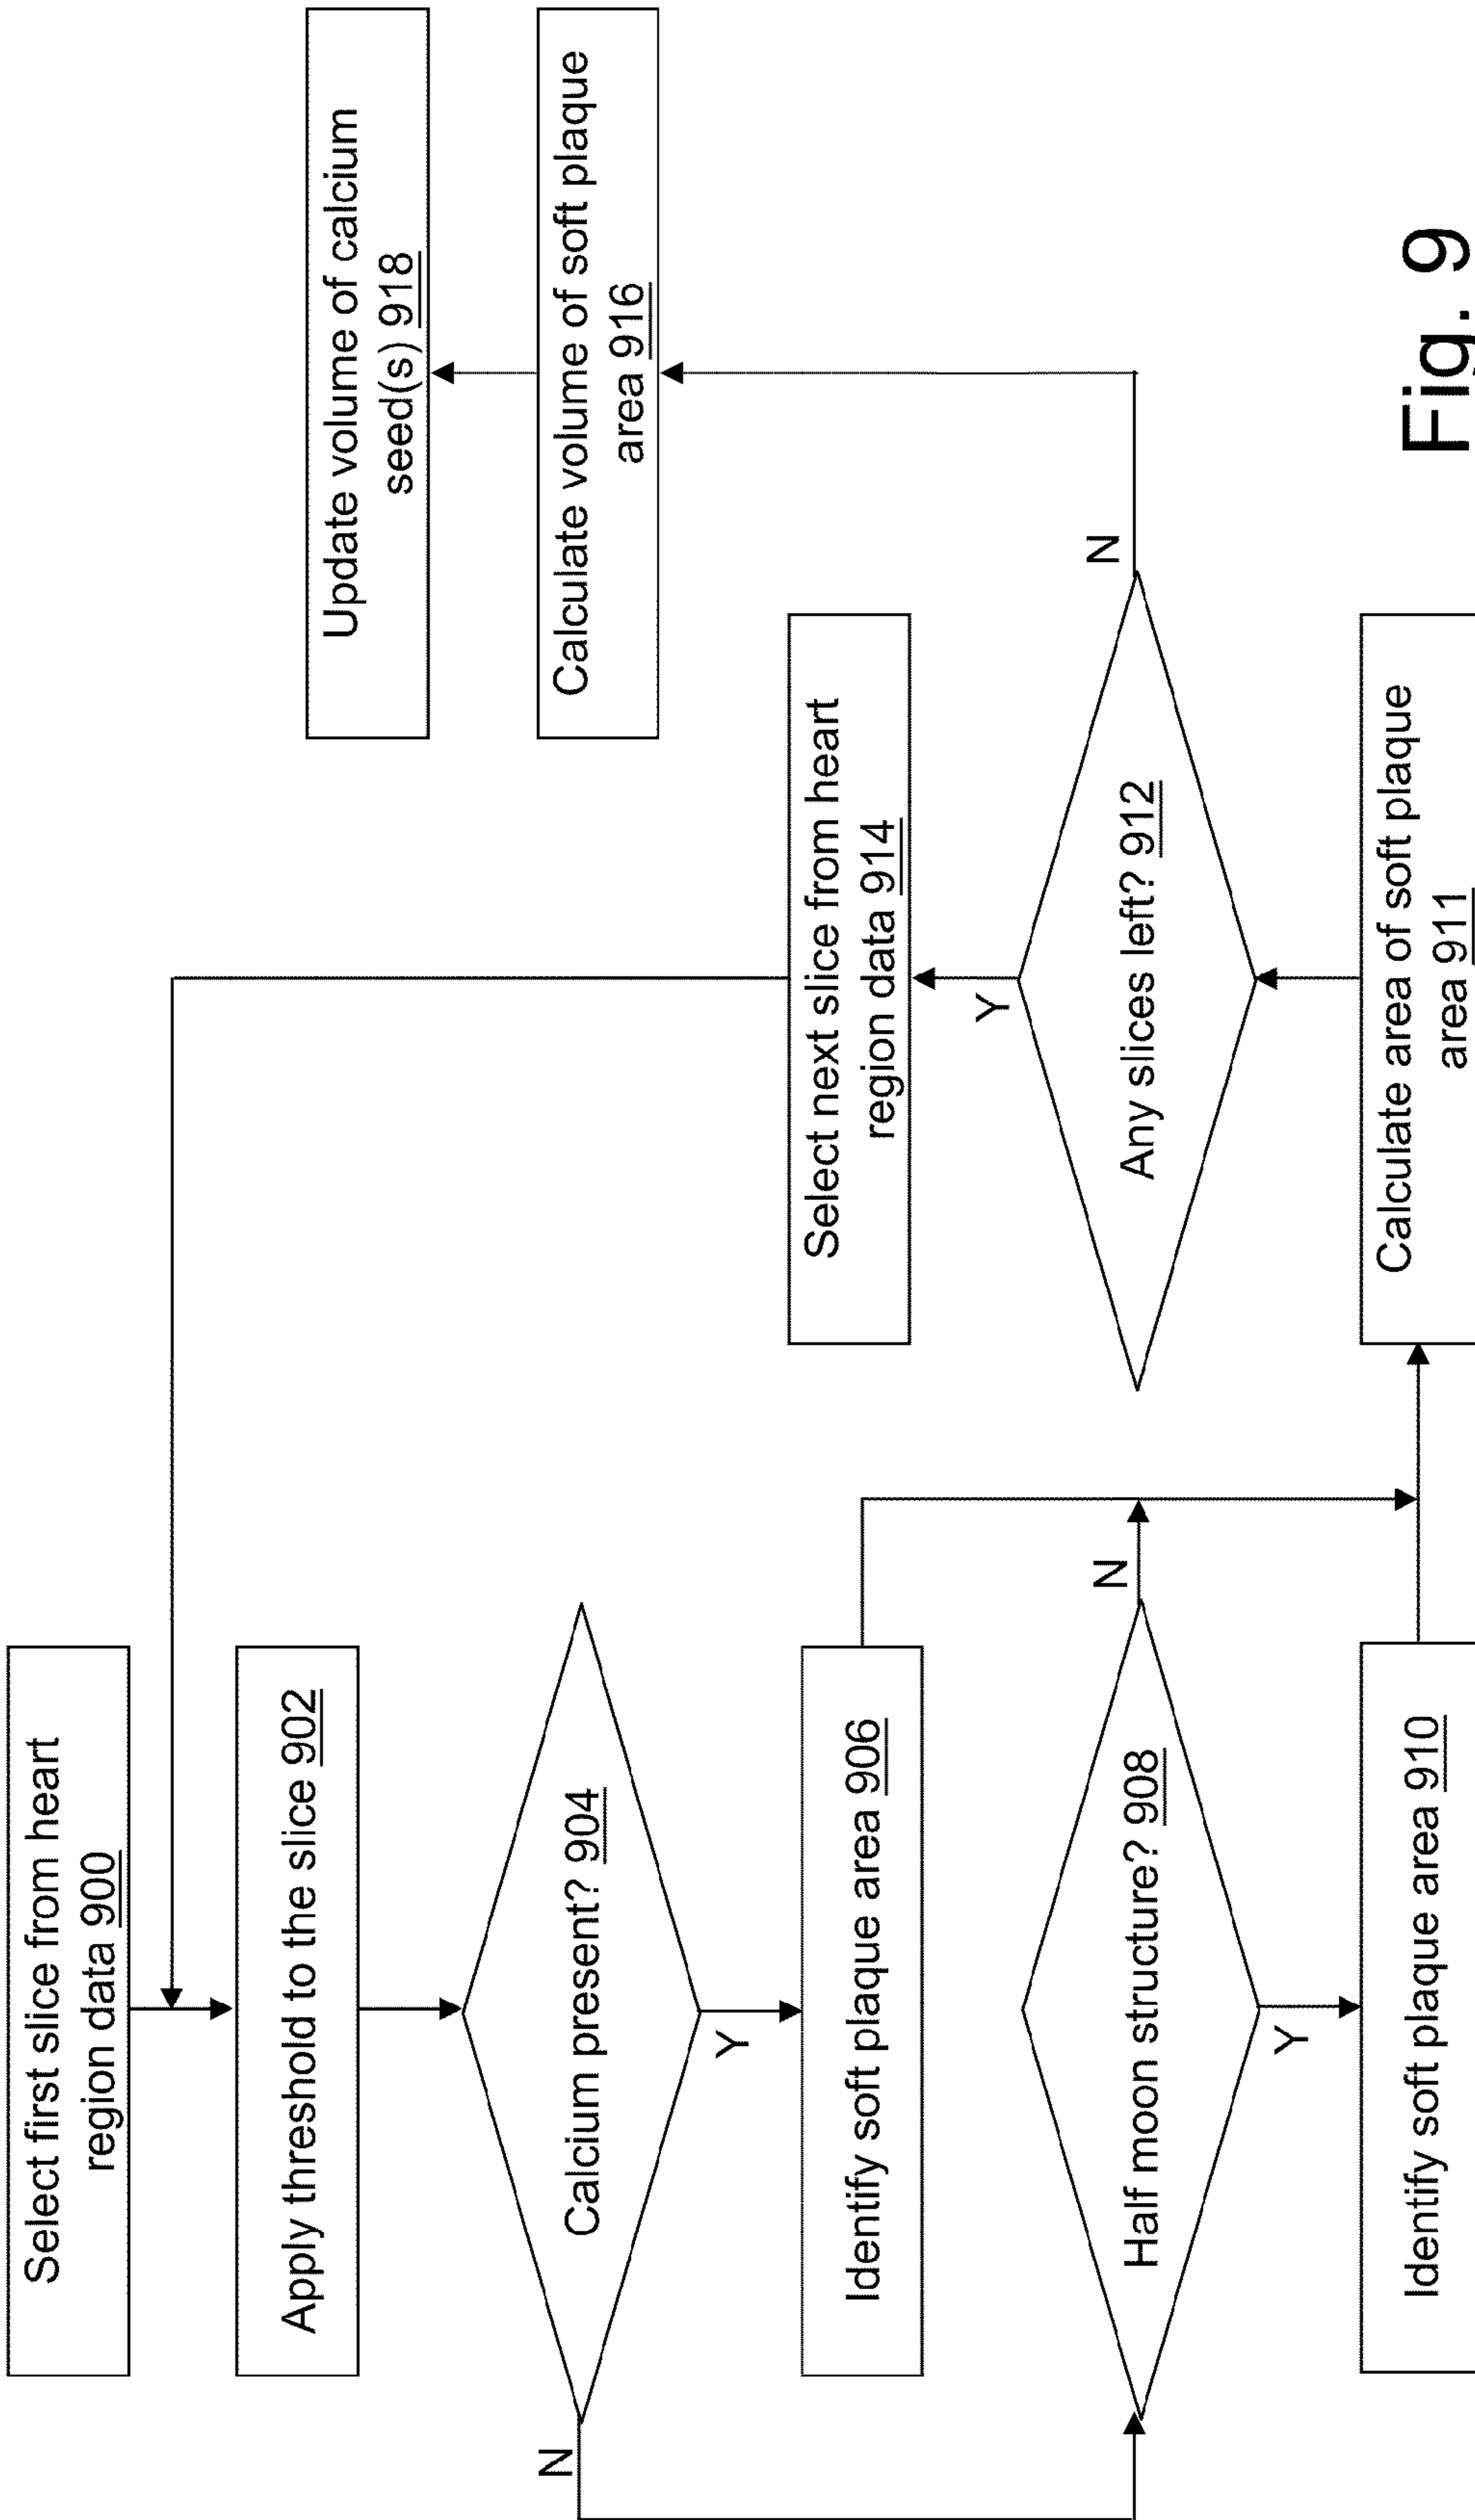 Select first slice from heart
region data 900
Apply threshold to the slice 902
Calcium present? 904
N
Y
Identify soft plaque area 906
Half moon structure? 908
N
Y
Identify soft plaque area 910
Calculate area of soft plaque
area 911
Any slices left? 912
Y
N
Select next slice from heart
region data 914
Calculate volume of soft plaque
area 916
Update volume of calcium
seed(s) 918
Fig. 9